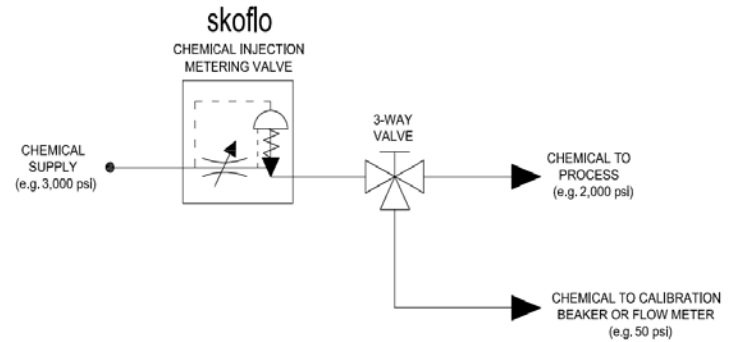 skoflo
CHEMICAL INJECTION
METERING VALVE
3-WAY
VALVE
CHEMICAL
SUPPLY
(e.g. 3,000 psi)
CHEMICAL TO
PROCESS
(e.g. 2,000 psi)
CHEMICAL TO CALIBRATION
BEAKER OR FLOW METER
(e.g. 50 psi)